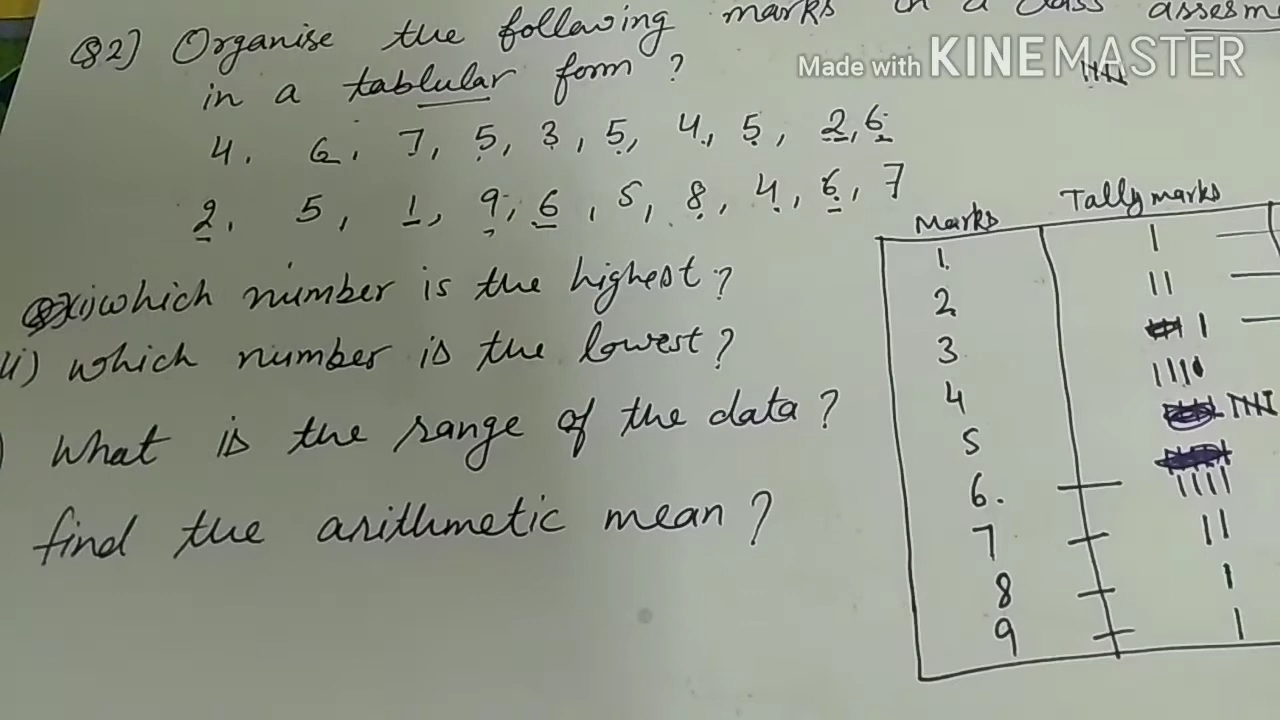 Q2) Organise the following marks in a class assesm
in a tablular form ?
Made with KINEMASTER
4, 6, 7, 5, 3, 5, 4, 5, 2, 6
2, 5, 1, 9, 6, 5, 8, 4, 6, 7
i) which number is the highest ?
ii) which number is the lowest ?
) What is the range of the data ?
find the arithmetic mean ?
Marks Tally marks
1. |
2 ||
3 |
4 ||||
5 ||||
6. ||||
7 ||
8 |
9 |